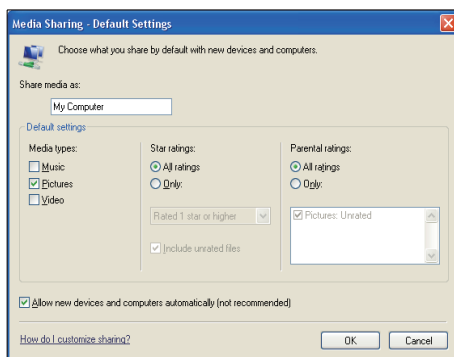 Media Sharing - Default Settings
Choose what you share by default with new devices and computers.
Share media as:
My Computer
Default settings
Media types:
Music
Pictures
Video
Star ratings:
All ratings
Only:
Rated 1 star or higher
Include unrated files
Parental ratings:
All ratings
Only:
Pictures: Unrated
Allow new devices and computers automatically (not recommended)
How do I customize sharing?
OK
Cancel